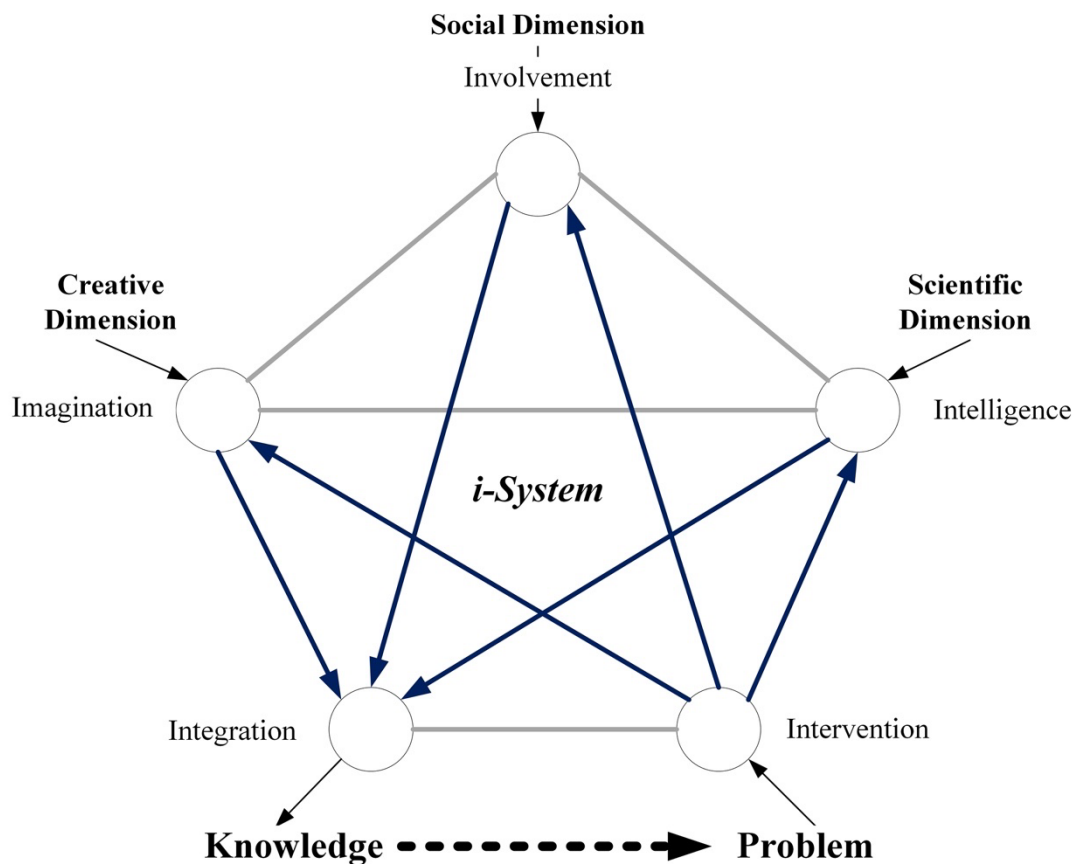 Social Dimension
Involvement
Creative
Dimension
Scientific
Dimension
Imagination
Intelligence
i-System
Integration
Intervention
Knowledge
Problem